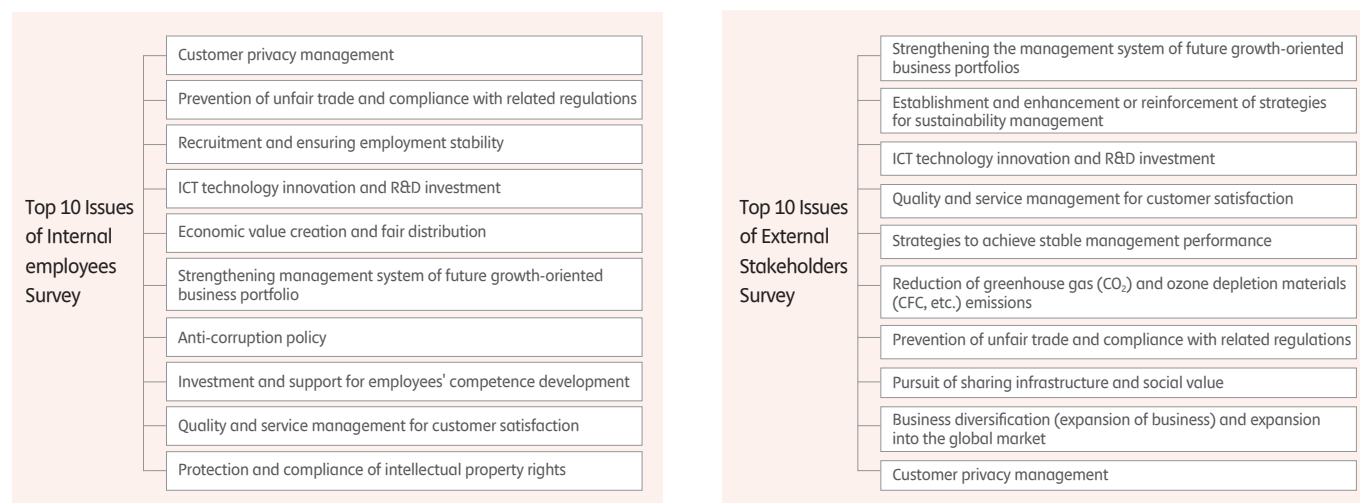 Top 10 Issues
of Internal
employees
Survey
Customer privacy management
Prevention of unfair trade and compliance with related regulations
Recruitment and ensuring employment stability
ICT technology innovation and R&D investment
Economic value creation and fair distribution
Strengthening management system of future growth-oriented
business portfolio
Anti-corruption policy
Investment and support for employees' competence development
Quality and service management for customer satisfaction
Protection and compliance of intellectual property rights
Top 10 Issues
of External
Stakeholders
Survey
Strengthening the management system of future growth-oriented
business portfolios
Establishment and enhancement or reinforcement of strategies
for sustainability management
ICT technology innovation and R&D investment
Quality and service management for customer satisfaction
Strategies to achieve stable management performance
Reduction of greenhouse gas (CO₂) and ozone depletion materials
(CFC, etc.) emissions
Prevention of unfair trade and compliance with related regulations
Pursuit of sharing infrastructure and social value
Business diversification (expansion of business) and expansion
into the global market
Customer privacy management